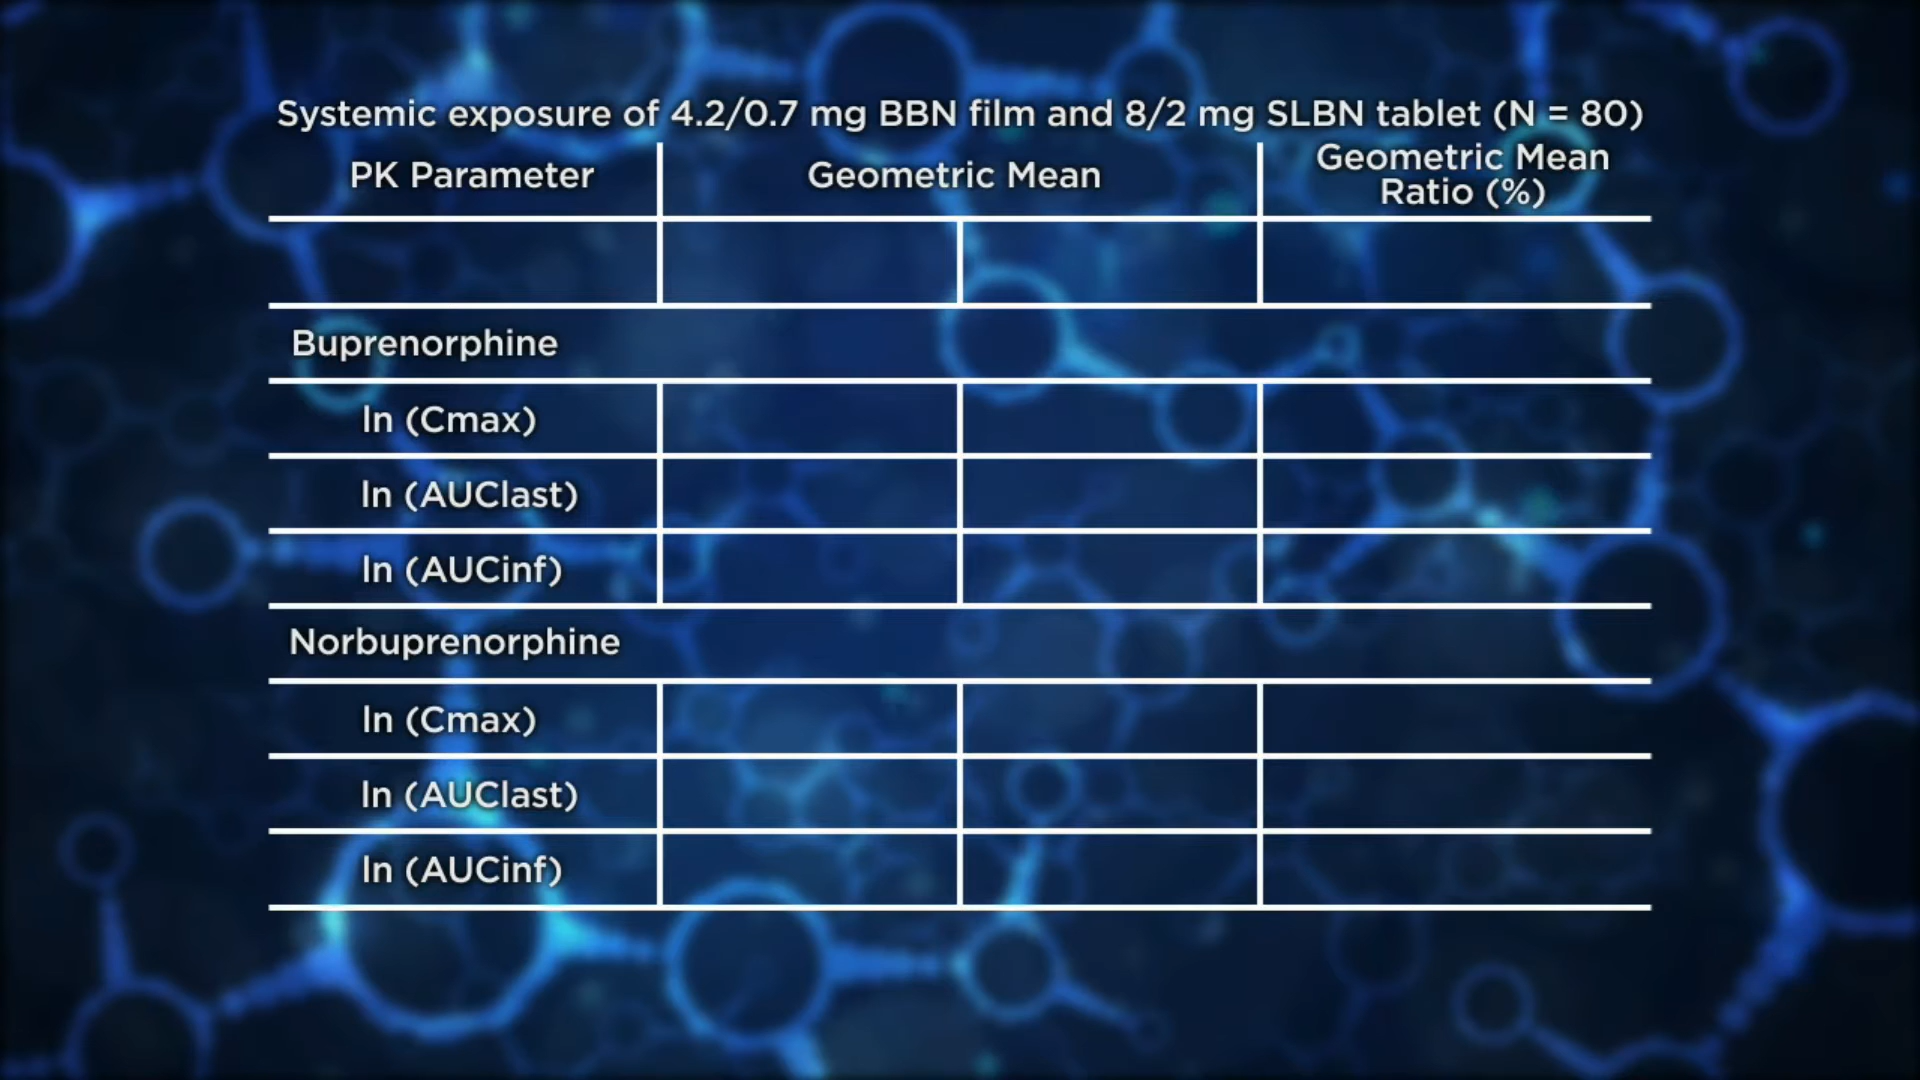 Systemic exposure of 4.2/0.7 mg BBN film and 8/2 mg SLBN tablet (N = 80)
PK Parameter
Geometric Mean
Geometric Mean
Ratio (%)
Buprenorphine
ln (Cmax)
ln (AUClast)
ln (AUCinf)
Norbuprenorphine
ln (Cmax)
ln (AUClast)
ln (AUCinf)